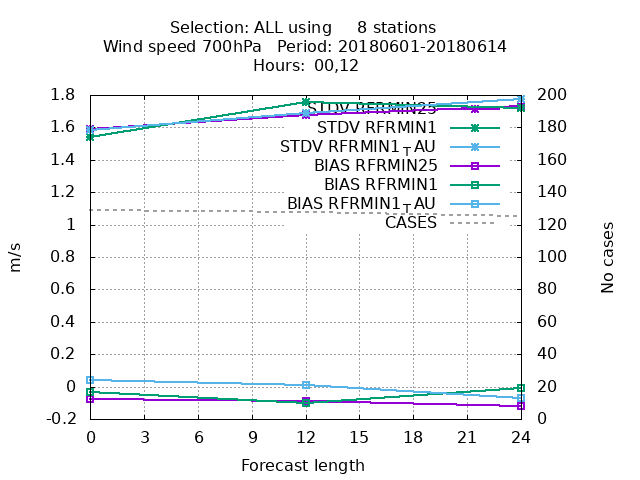 Selection: ALL using 8 stations
Wind speed 700hPa Period: 20180601-20180614
Hours: 00,12
1.8
1.6
1.4
1.2
1
0.8
0.6
0.4
0.2
0
-0.2
m/s
STDV RFRMIN25
STDV RFRMIN1
STDV RFRMIN1TAU
BIAS RFRMIN25
BIAS RFRMIN1
BIAS RFRMIN1TAU
CASES
200
180
160
140
120
100
80
60
40
20
0
No cases
0 3 6 9 12 15 18 21 24
Forecast length